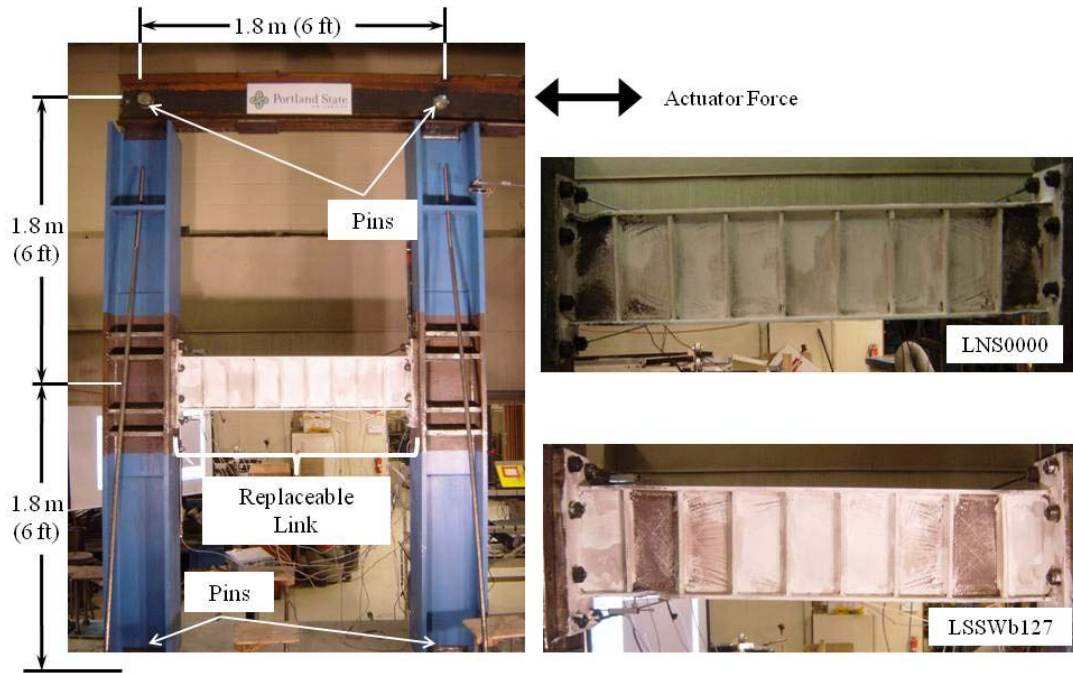 1.8 m (6 ft)
Portland State
UNIVERSITY
Actuator Force
1.8 m
(6 ft)
Pins
LNS0000
Replaceable
Link
1.8 m
(6 ft)
Pins
LSSWb127